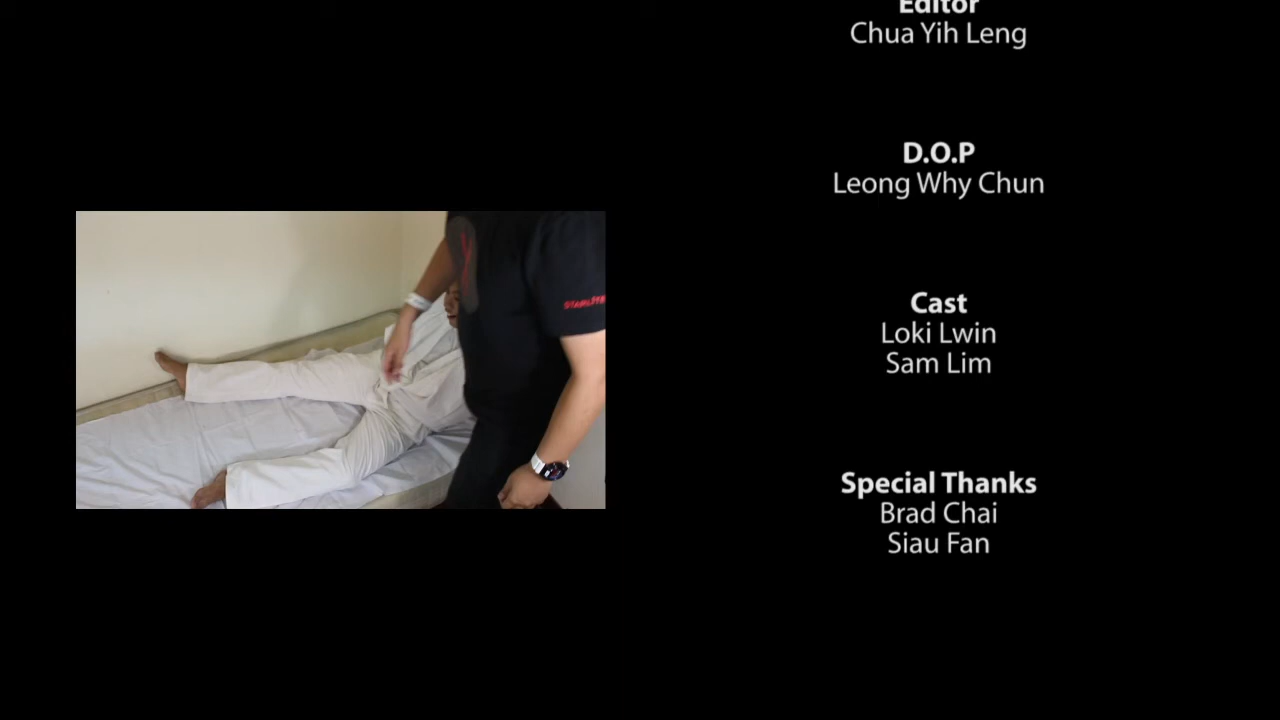 Editor
Chua Yih Leng
D.O.P
Leong Why Chun
Cast
Loki Lwin
Sam Lim
Special Thanks
Brad Chai
Siau Fan